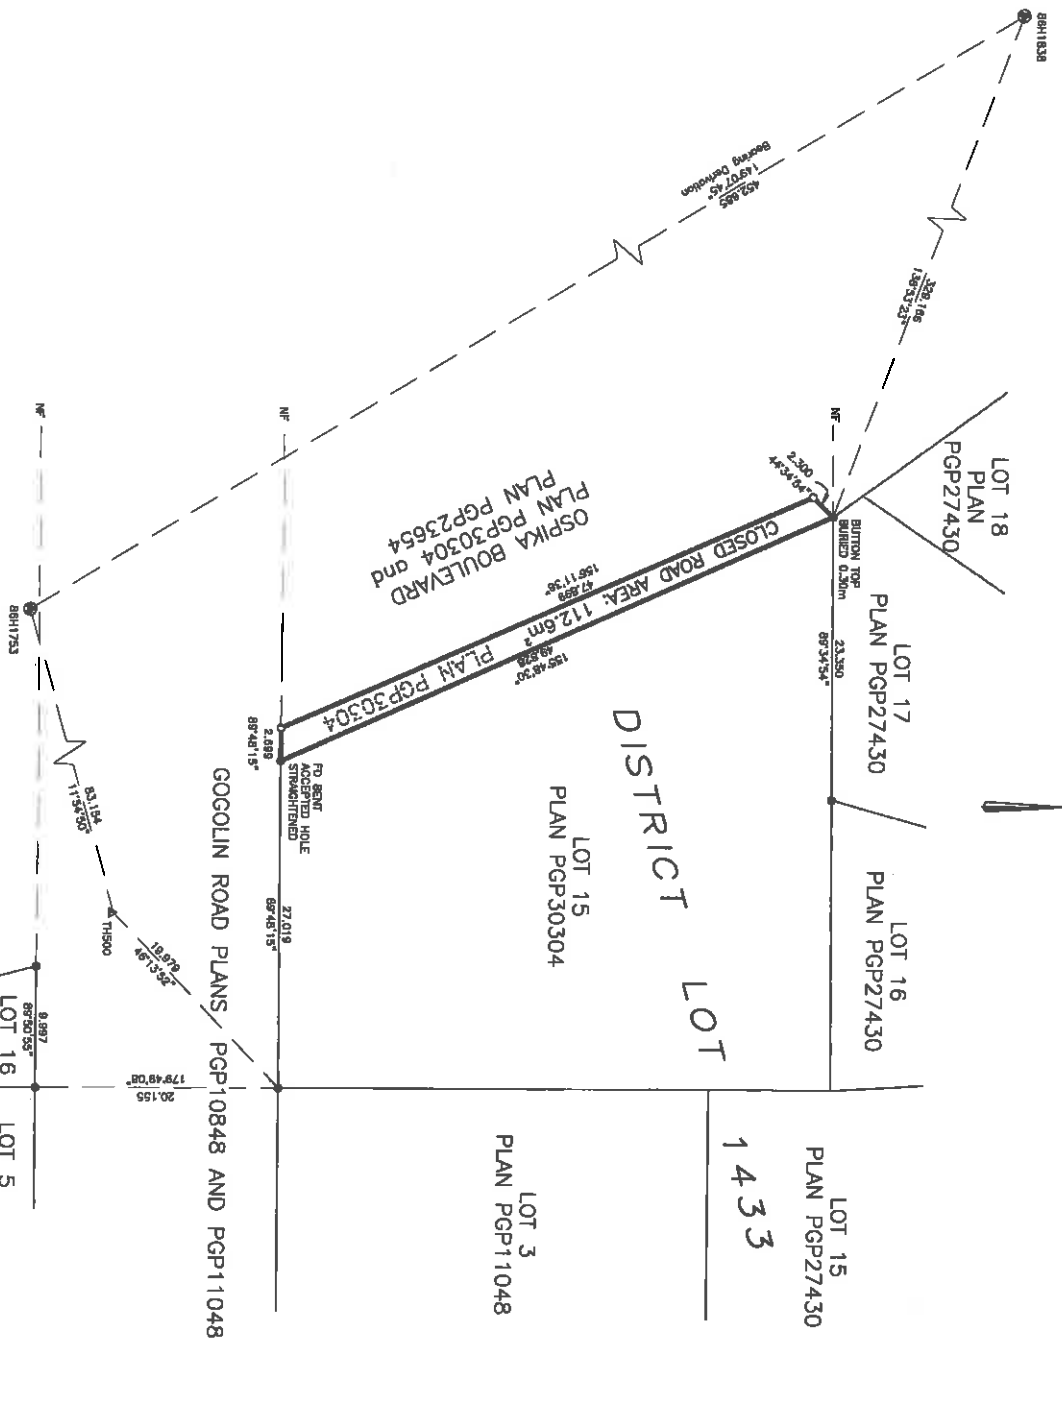 86H1838
452.885
149°07'45"
Bearing Derivation
329.166
138°53'23"
LOT 18
PLAN
PGP27430
NF
2.300
44°34'54"
BUTTON TOP
BURIED 0.30m
LOT 17
PLAN PGP27430
23.350
89°34'54"
LOT 16
PLAN PGP27430
LOT 15
PLAN PGP27430
OSPIKA BOULEVARD
PLAN PGP30304 and
PLAN PGP23654
47.899
156°11'36"
CLOSED ROAD AREA: 112.6m²
PLAN PGP30304
155°48'30"
49.828
DISTRICT LOT
1433
LOT 15
PLAN PGP30304
LOT 3
PLAN PGP11048
NF
2.699
89°48'15"
FD BENT
ACCEPTED HOLE
STRAIGHTENED
27.019
89°48'15"
GOGOLIN ROAD PLANS PGP10848 AND PGP11048
NF
86H1753
83.154
11°54'50"
TH500
19.979
46°13'52"
179°49'08"
20.155
9.997
89°50'55"
LOT 16
LOT 5